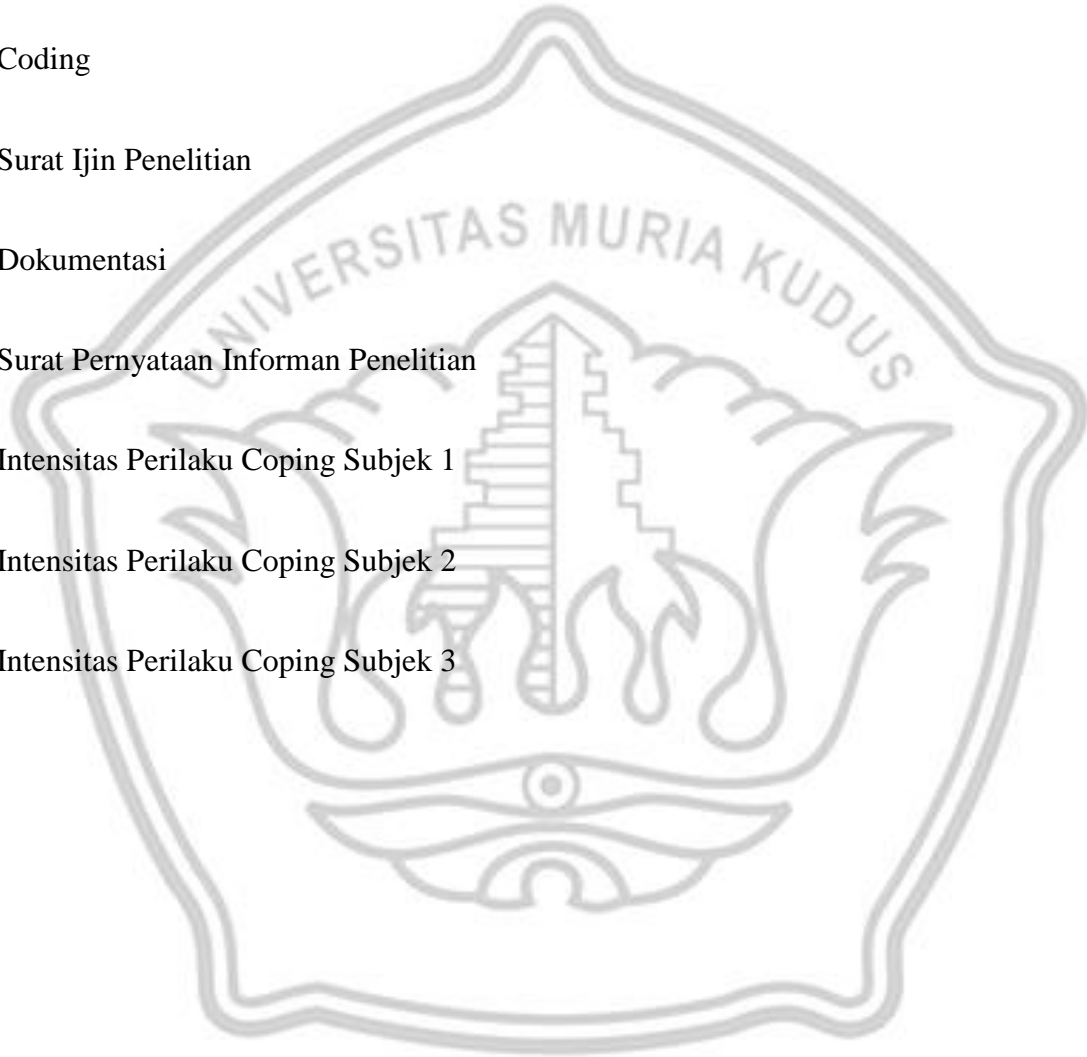 Coding
Surat Ijin Penelitian
UNIVERSITAS MURIA KUDUS
Dokumentasi
Surat Pernyataan Informan Penelitian
Intensitas Perilaku Coping Subjek 1
Intensitas Perilaku Coping Subjek 2
Intensitas Perilaku Coping Subjek 3